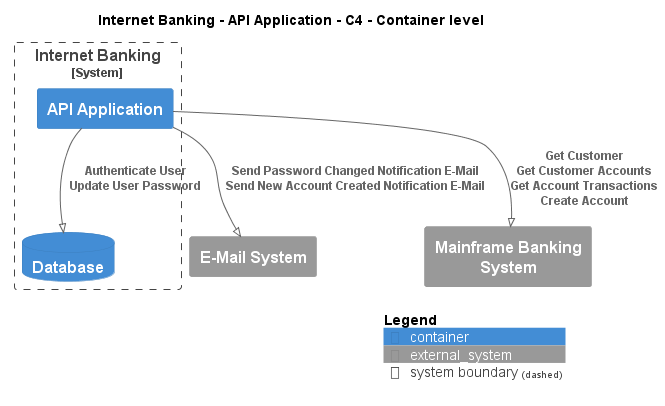 Internet Banking - API Application - C4 - Container level
Internet Banking
[System]
API Application
Authenticate User
Update User Password
Send Password Changed Notification E-Mail
Send New Account Created Notification E-Mail
Get Customer
Get Customer Accounts
Get Account Transactions
Create Account
Database
E-Mail System
Mainframe Banking
System
Legend
container
external_system
system boundary (dashed)